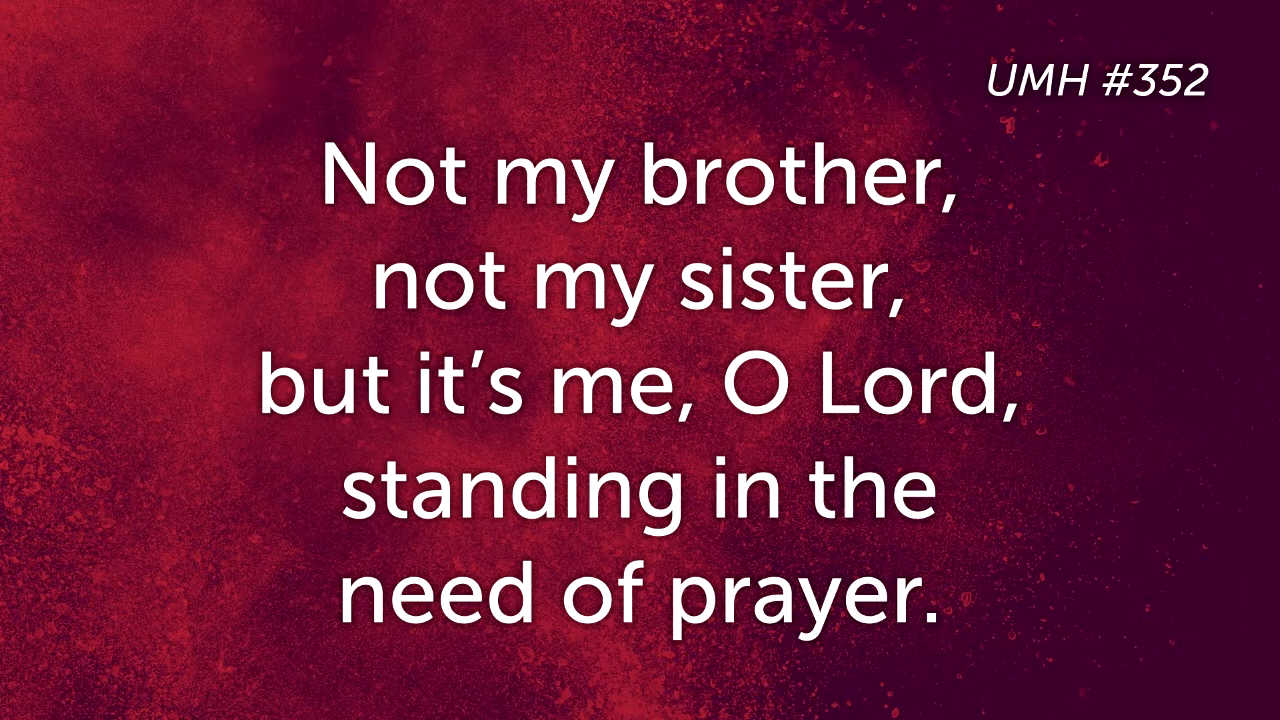 UMH #352
Not my brother,
not my sister,
but it’s me, O Lord,
standing in the
need of prayer.